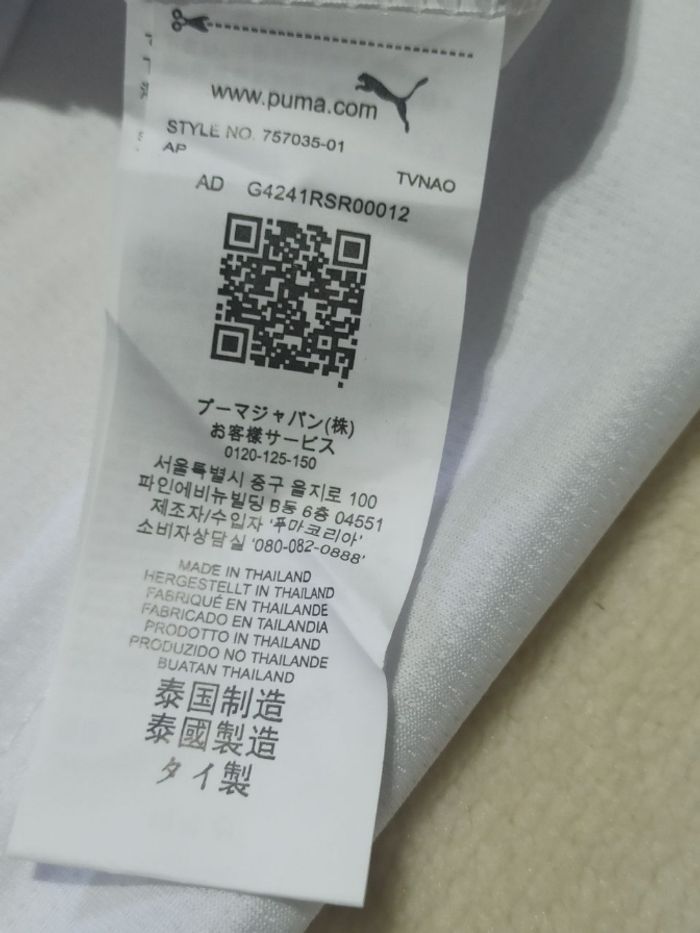 www.puma.com
STYLE NO. 757035-01
AP
TVNAO
AD G4241RSR00012
プーマジャパン(株)
お客様サービス
0120-125-150
서울특별시 중구 을지로 100
파인에비뉴빌딩 B동 6층 04551
제조자/수입자 '푸마코리아'
소비자상담실 '080-082-0888'
MADE IN THAILAND
HERGESTELLT IN THAILAND
FABRIQUÉ EN THAILANDE
FABRICADO EN TAILANDIA
PRODOTTO IN THAILAND
PRODUZIDO NO THAILANDE
BUATAN THAILAND
泰国制造
泰國製造
タイ製